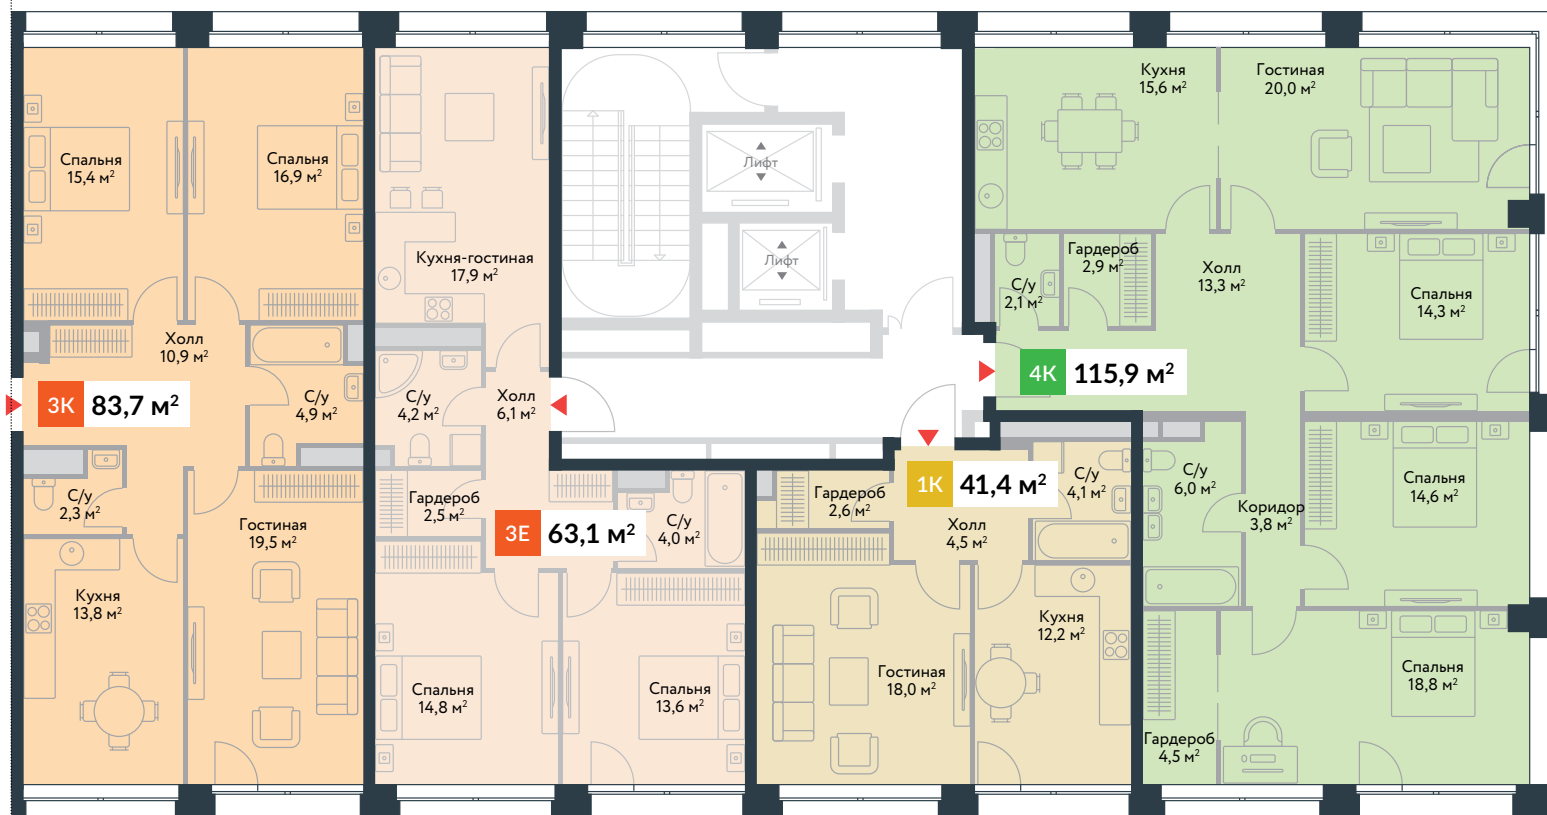 Спальня
15,4 м²
Спальня
16,9 м²
Холл
10,9 м²
3К 83,7 м²
С/у
4,9 м²
С/у
2,3 м²
Гостиная
19,5 м²
Кухня
13,8 м²
Кухня-гостиная
17,9 м²
С/у
4,2 м²
Холл
6,1 м²
Гардероб
2,5 м²
3Е 63,1 м²
С/у
4,0 м²
Спальня
14,8 м²
Спальня
13,6 м²
Лифт
Лифт
Гардероб
2,6 м²
1К 41,4 м²
Холл
4,5 м²
С/у
4,1 м²
Гостиная
18,0 м²
Кухня
12,2 м²
Кухня
15,6 м²
Гостиная
20,0 м²
С/у
2,1 м²
Гардероб
2,9 м²
Холл
13,3 м²
Спальня
14,3 м²
4К 115,9 м²
С/у
6,0 м²
Коридор
3,8 м²
Спальня
14,6 м²
Спальня
18,8 м²
Гардероб
4,5 м²